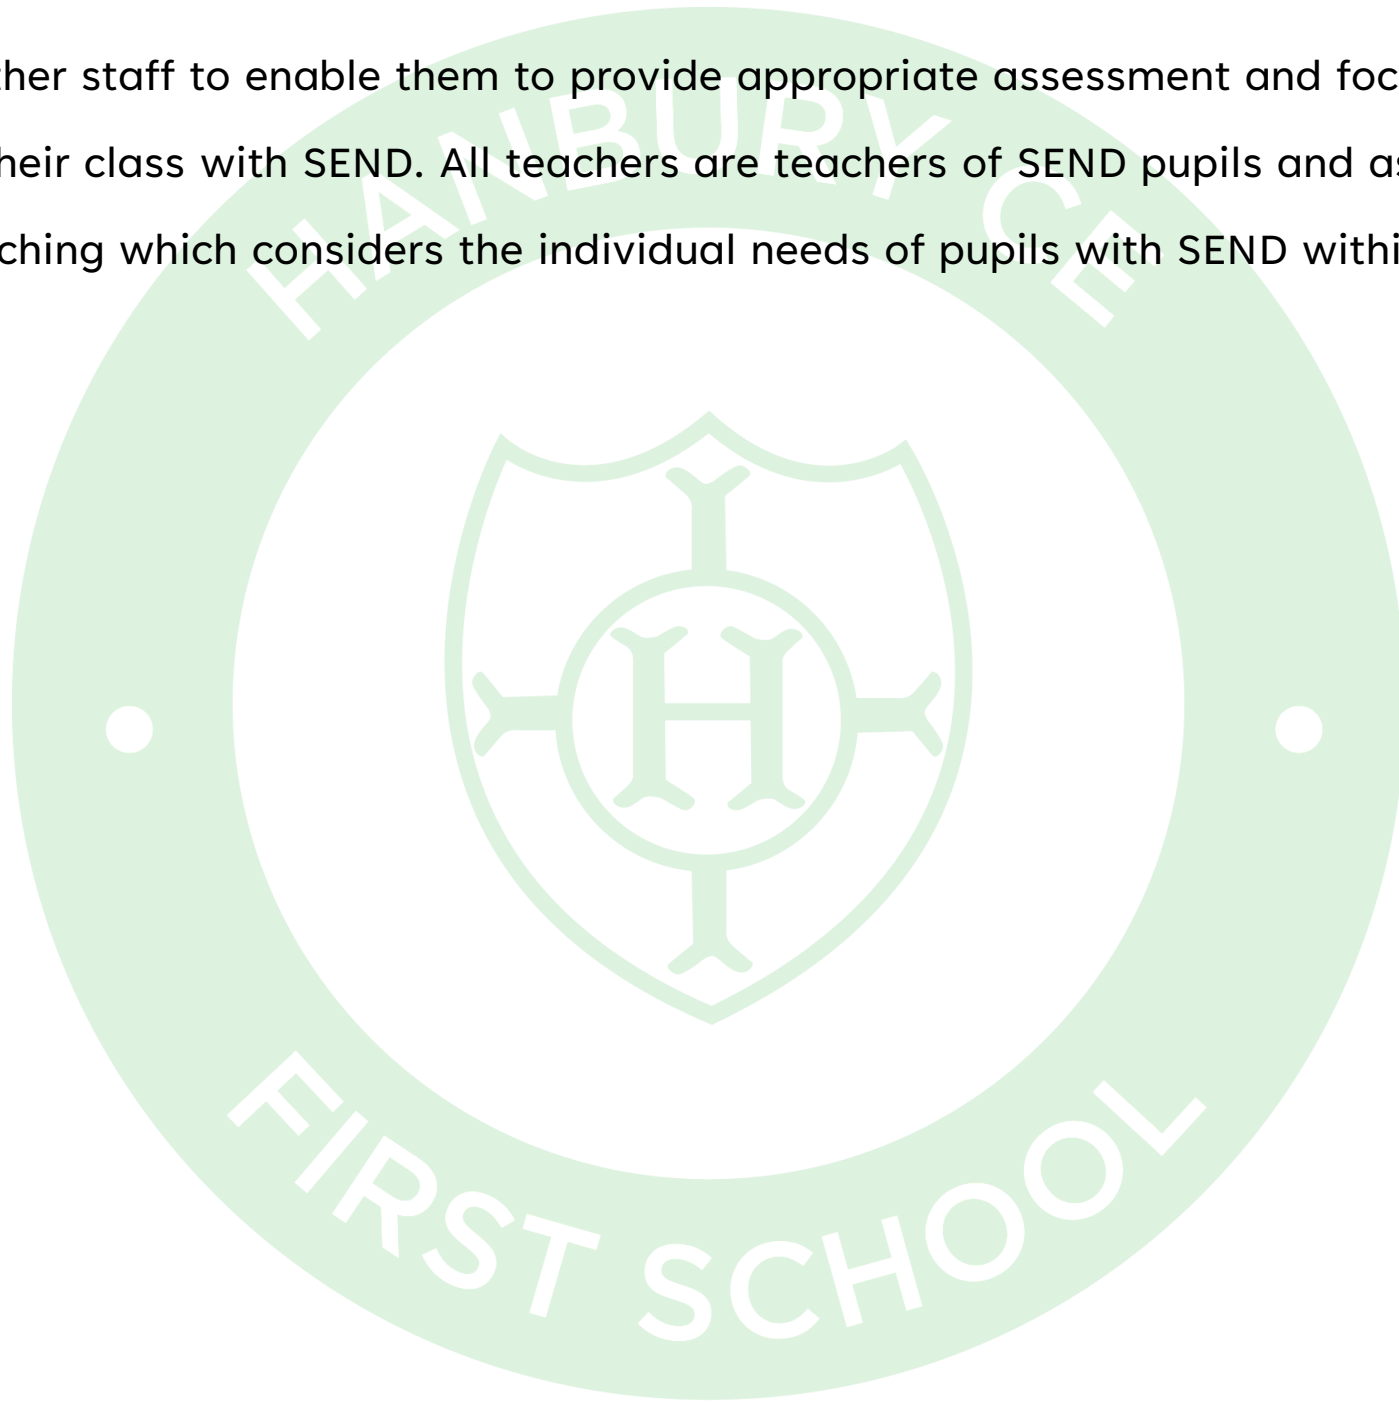 ther staff to enable them to provide appropriate assessment and foc
heir class with SEND. All teachers are teachers of SEND pupils and as
ching which considers the individual needs of pupils with SEND withi
HANBURY CE
H
FIRST SCHOOL